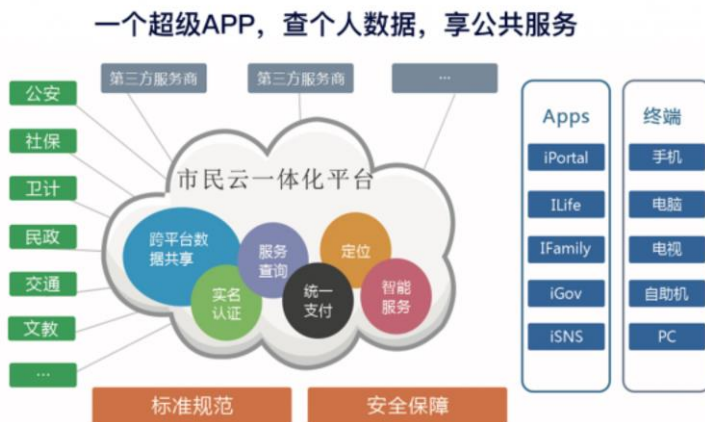 一个超级APP，查个人数据，享公共服务
第三方服务商
第三方服务商
...
公安
社保
卫计
民政
交通
文教
...
市民云一体化平台
跨平台数
据共享
实名
认证
服务
查询
统一
支付
定位
智能
服务
Apps
iPortal
ILife
IFamily
iGov
iSNS
终端
手机
电脑
电视
自助机
PC
标准规范
安全保障